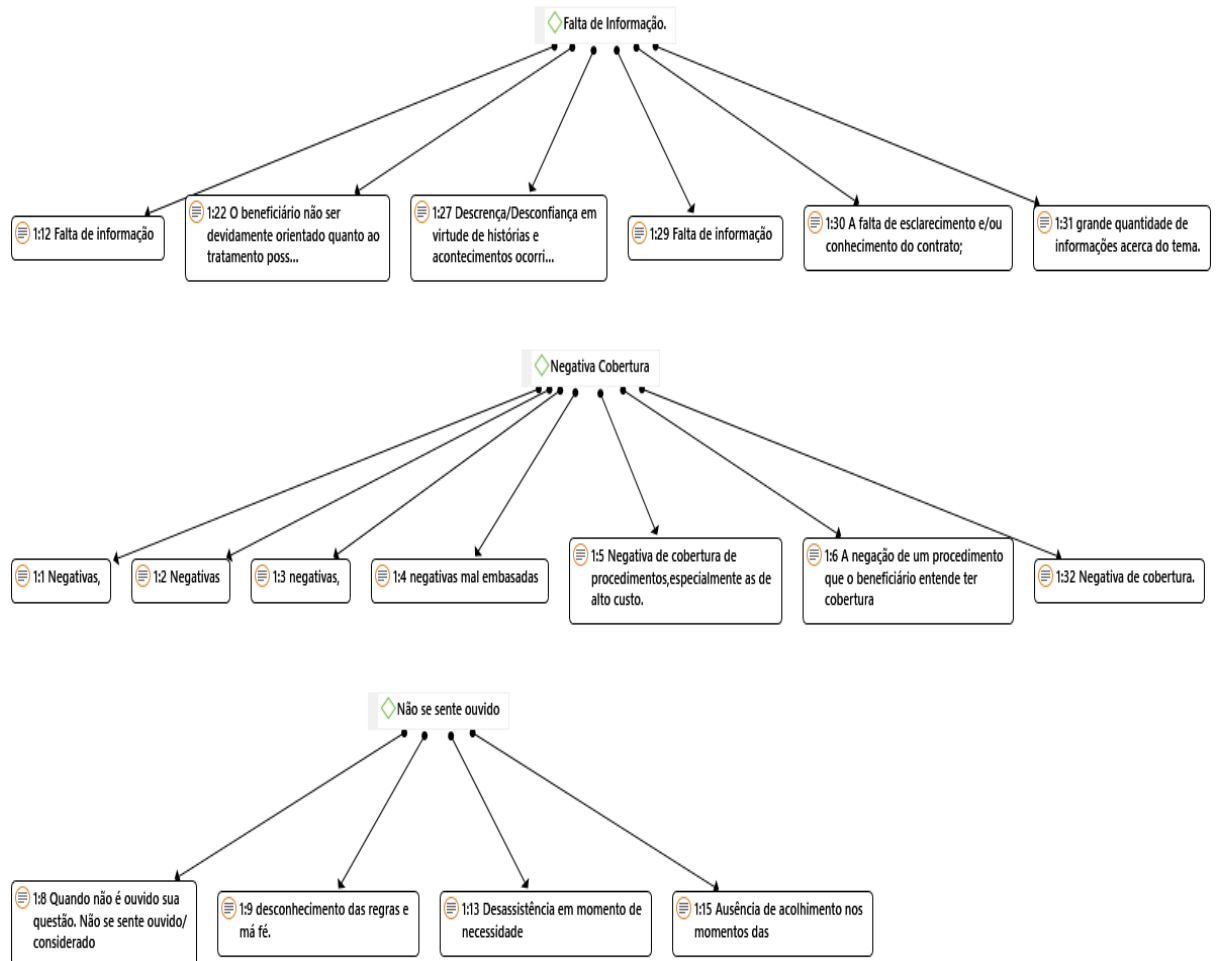 Falta de Informação.
1:12 Falta de informação
1:22 O beneficiário não ser
devidamente orientado quanto ao
tratamento poss...
1:27 Descrença/Desconfiança em
virtude de histórias e
acontecimentos ocorri...
1:29 Falta de informação
1:30 A falta de esclarecimento e/ou
conhecimento do contrato;
1:31 grande quantidade de
informações acerca do tema.
Negativa Cobertura
1:1 Negativas,
1:2 Negativas
1:3 negativas,
1:4 negativas mal embasadas
1:5 Negativa de cobertura de
procedimentos,especialmente as de
alto custo.
1:6 A negação de um procedimento
que o beneficiário entende ter
cobertura
1:32 Negativa de cobertura.
Não se sente ouvido
1:8 Quando não é ouvido sua
questão. Não se sente ouvido/
considerado
1:9 desconhecimento das regras e
má fé.
1:13 Desassistência em momento de
necessidade
1:15 Ausência de acolhimento nos
momentos das